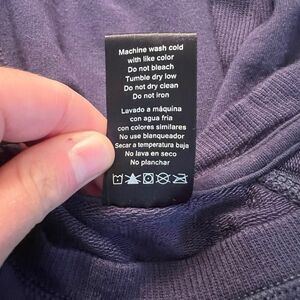 Machine wash cold
with like color
Do not bleach
Tumble dry low
Do not dry clean
Do not iron
Lavado a máquina
con agua fria
con colores similares
No use blanqueador
Secar a temperatura baja
No lava en seco
No planchar